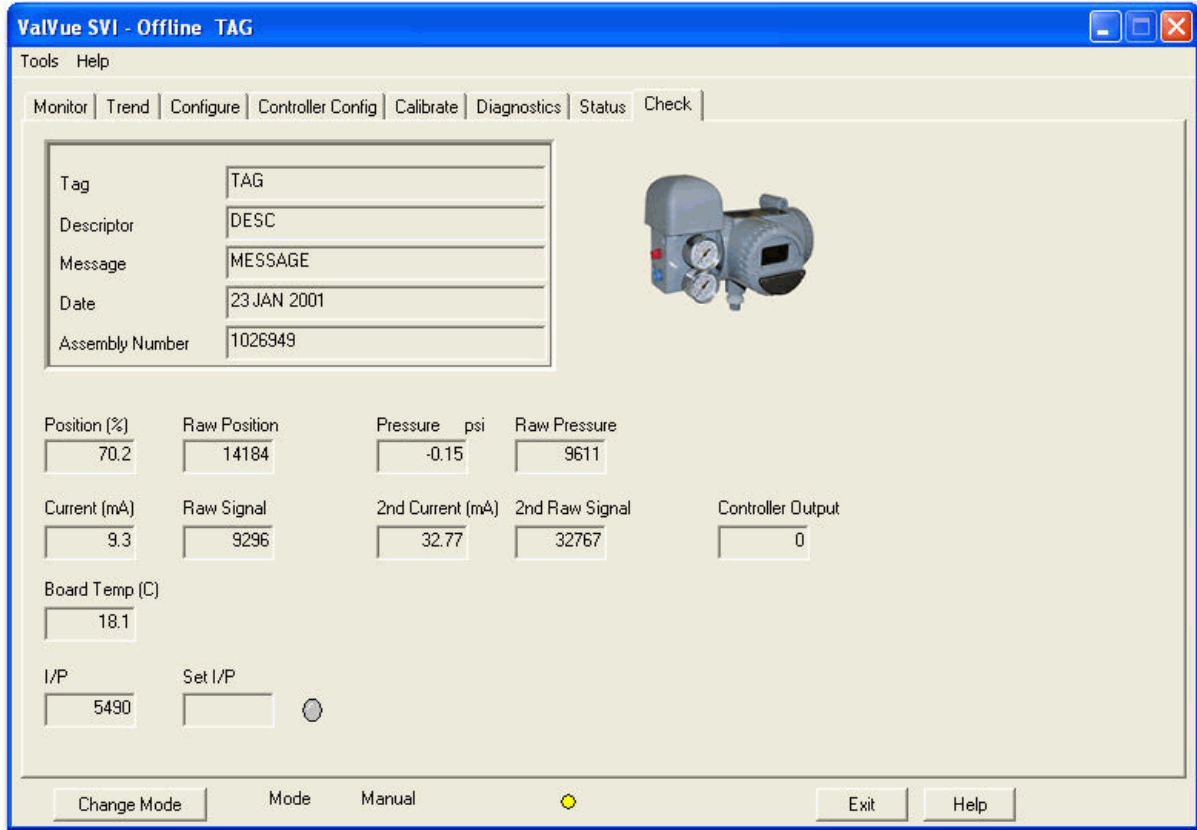 ValVue SVI - Offline TAG
Tools Help
Monitor Trend Configure Controller Config Calibrate Diagnostics Status Check
Tag TAG
Descriptor DESC
Message MESSAGE
Date 23 JAN 2001
Assembly Number 1026949
Position (%) Raw Position Pressure psi Raw Pressure
70.2 14184 -0.15 9611
Current (mA) Raw Signal 2nd Current (mA) 2nd Raw Signal Controller Output
9.3 9296 32.77 32767 0
Board Temp (C)
18.1
I/P Set I/P
5490
Change Mode Mode Manual Exit Help